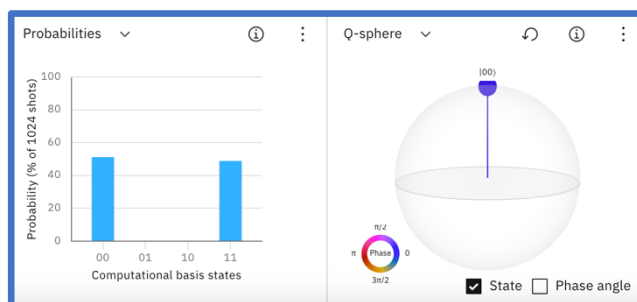 Probabilities
Probability (% of 1024 shots)
100
80
60
40
20
0
00 01 10 11
Computational basis states
Q-sphere
|00⟩
π/2
π Phase 0
3π/2
State Phase angle